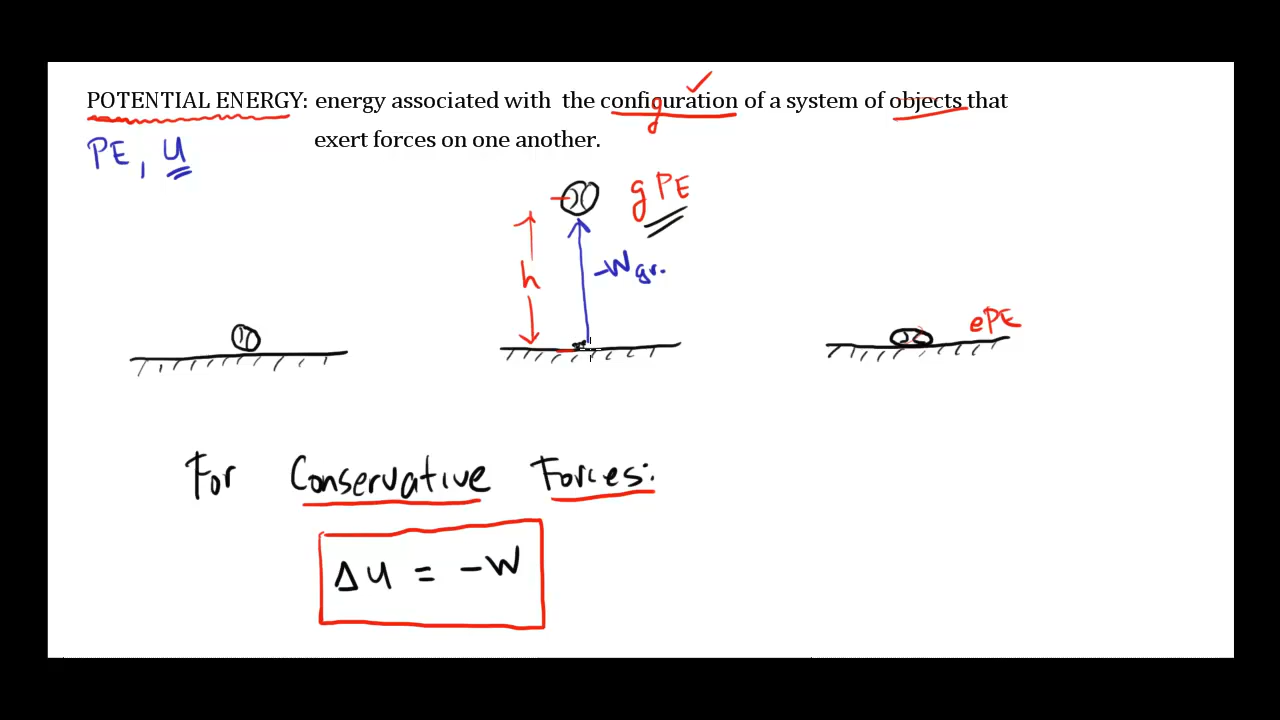 POTENTIAL ENERGY: energy associated with the configuration of a system of objects that
exert forces on one another.
PE, U
gPE
h
-Wgr.
ePE
For Conservative Forces:
ΔU = -W